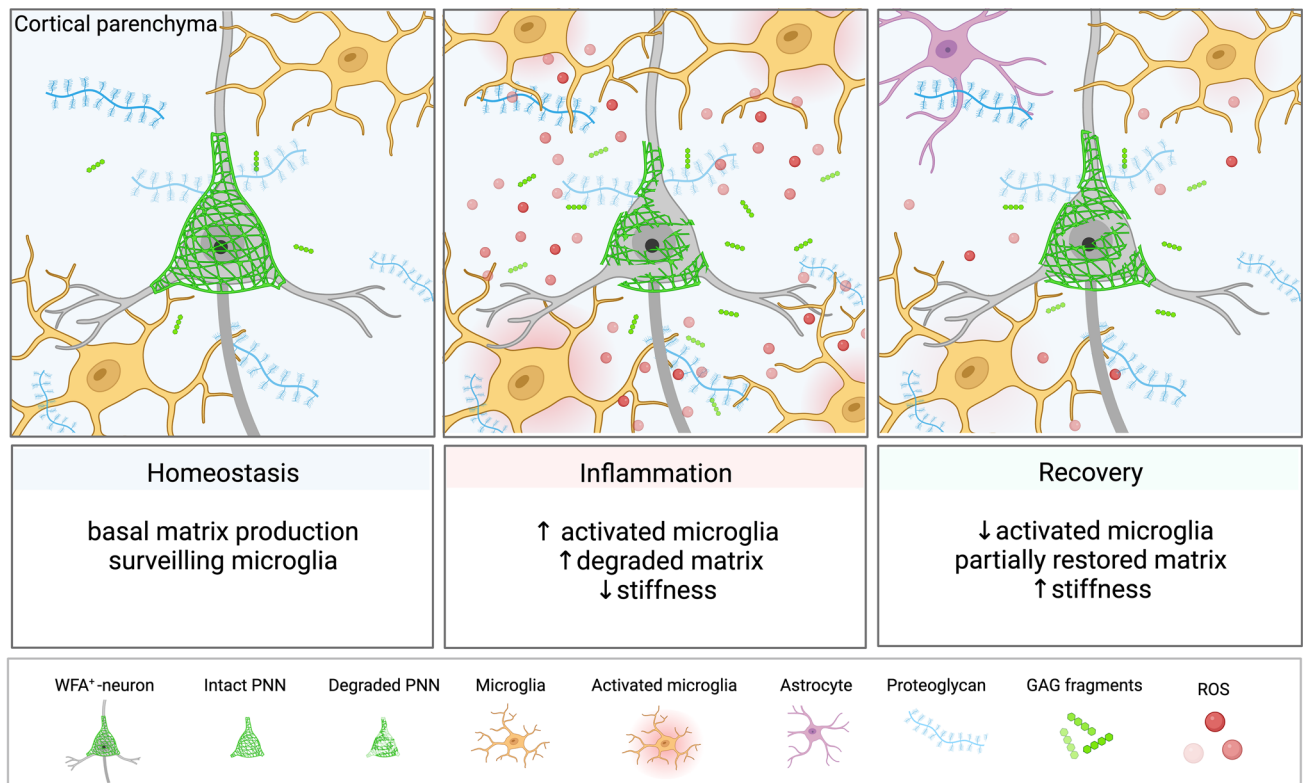 Cortical parenchyma
Homeostasis
basal matrix production
surveilling microglia
Inflammation
↑ activated microglia
↑degraded matrix
↓stiffness
Recovery
↓activated microglia
partially restored matrix
↑stiffness
WFA⁺-neuron
Intact PNN
Degraded PNN
Microglia
Activated microglia
Astrocyte
Proteoglycan
GAG fragments
ROS